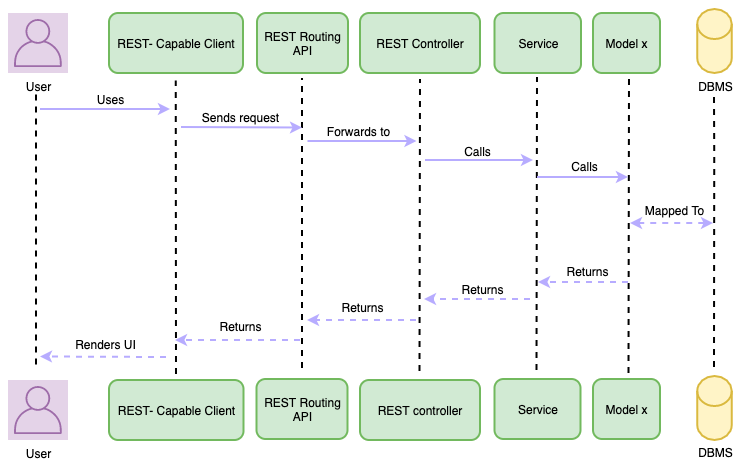 REST- Capable Client
REST Routing
API
REST Controller
Service
Model x
User
DBMS
Uses
Sends request
Forwards to
Calls
Calls
Mapped To
Returns
Returns
Returns
Returns
Renders UI
REST- Capable Client
REST Routing
API
REST controller
Service
Model x
User
DBMS